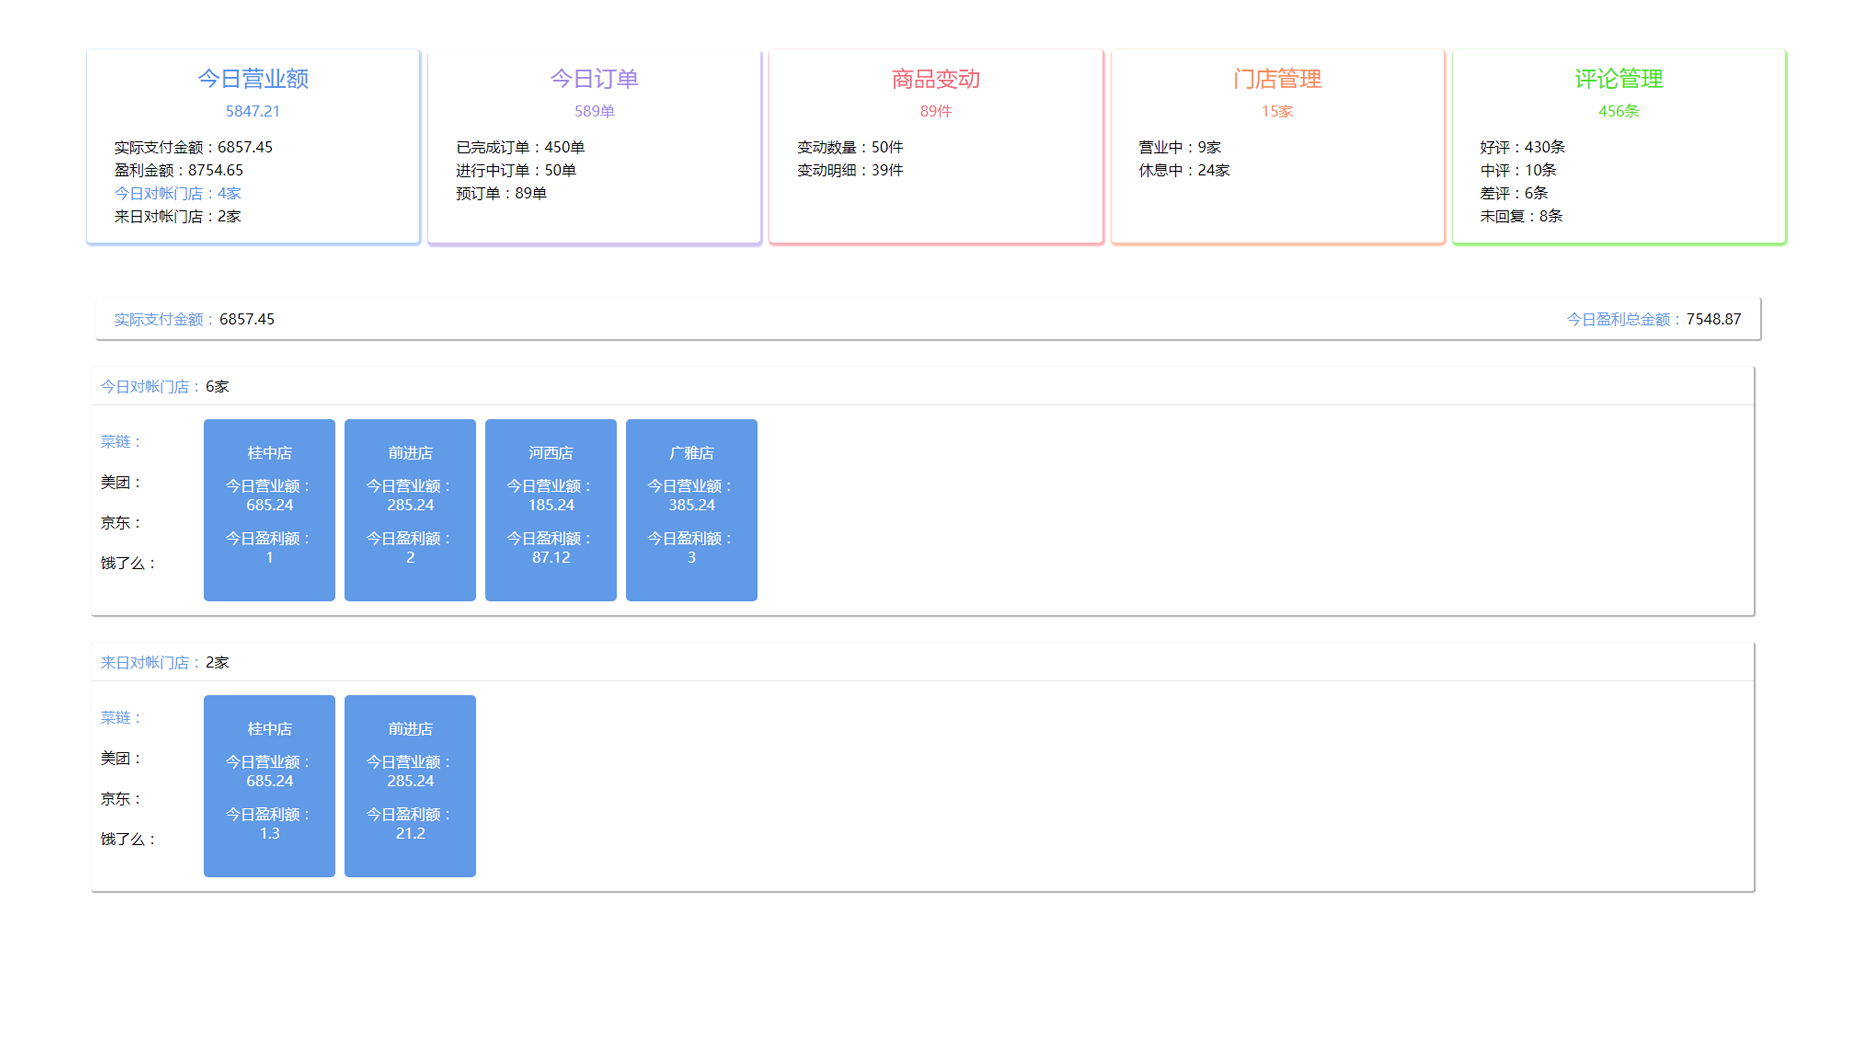 今日营业额
5847.21
实际支付金额：6857.45
盈利金额：8754.65
今日对帐门店：4家
来日对帐门店：2家
今日订单
589单
已完成订单：450单
进行中订单：50单
预订单：89单
商品变动
89件
变动数量：50件
变动明细：39件
门店管理
15家
营业中：9家
休息中：24家
评论管理
456条
好评：430条
中评：10条
差评：6条
未回复：8条
实际支付金额：6857.45
今日盈利总金额：7548.87
今日对帐门店：6家
菜链：
美团：
京东：
饿了么：
桂中店
今日营业额：
685.24
今日盈利额：
1
前进店
今日营业额：
285.24
今日盈利额：
2
河西店
今日营业额：
185.24
今日盈利额：
87.12
广雅店
今日营业额：
385.24
今日盈利额：
3
来日对帐门店：2家
菜链：
美团：
京东：
饿了么：
桂中店
今日营业额：
685.24
今日盈利额：
1.3
前进店
今日营业额：
285.24
今日盈利额：
21.2